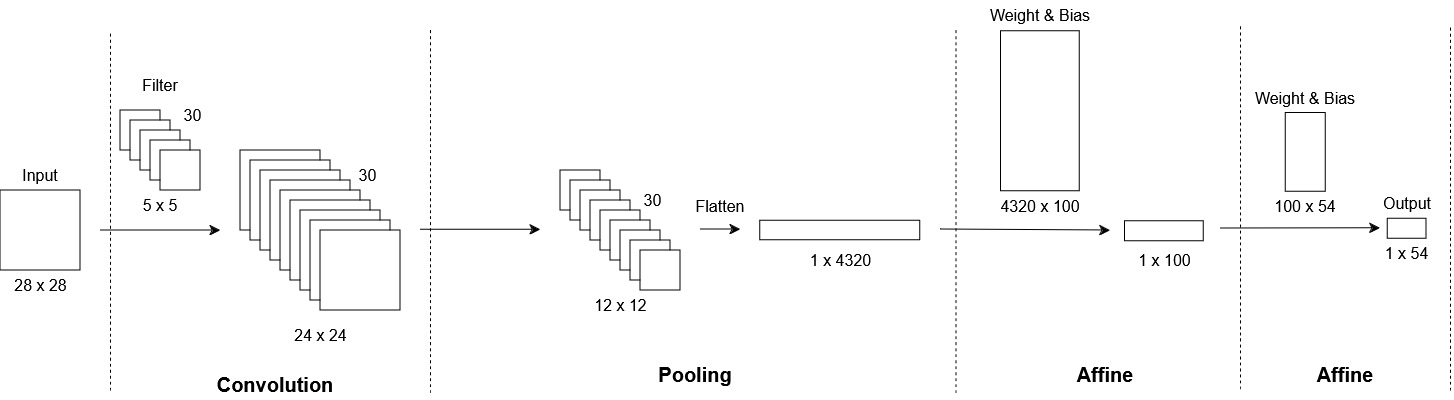 Input
28 x 28
Filter
30
5 x 5
30
24 x 24
Convolution
30
12 x 12
Flatten
1 x 4320
Pooling
Weight & Bias
4320 x 100
1 x 100
Affine
Weight & Bias
100 x 54
Output
1 x 54
Affine